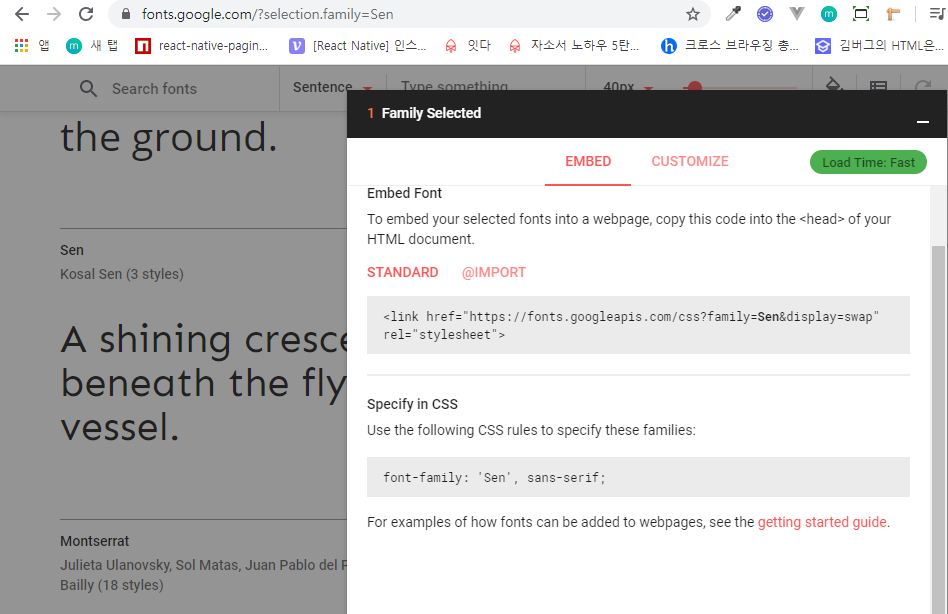 fonts.google.com/?selection.family=Sen
앱 새 탭 react-native-pagin... [React Native] 인스... 잇다 자소서 노하우 5탄... 크로스 브라우징 총... 김버그의 HTML은...
Search fonts Sentence Type something 40px
1 Family Selected
the ground.
EMBED CUSTOMIZE Load Time: Fast
Embed Font
To embed your selected fonts into a webpage, copy this code into the <head> of your
HTML document.
STANDARD @IMPORT
<link href="https://fonts.googleapis.com/css?family=Sen&display=swap"
rel="stylesheet">
Specify in CSS
Use the following CSS rules to specify these families:
font-family: 'Sen', sans-serif;
For examples of how fonts can be added to webpages, see the getting started guide.
Sen
Kosal Sen (3 styles)
A shining cresce
beneath the fly
vessel.
Montserrat
Julieta Ulanovsky, Sol Matas, Juan Pablo del P
Bailly (18 styles)